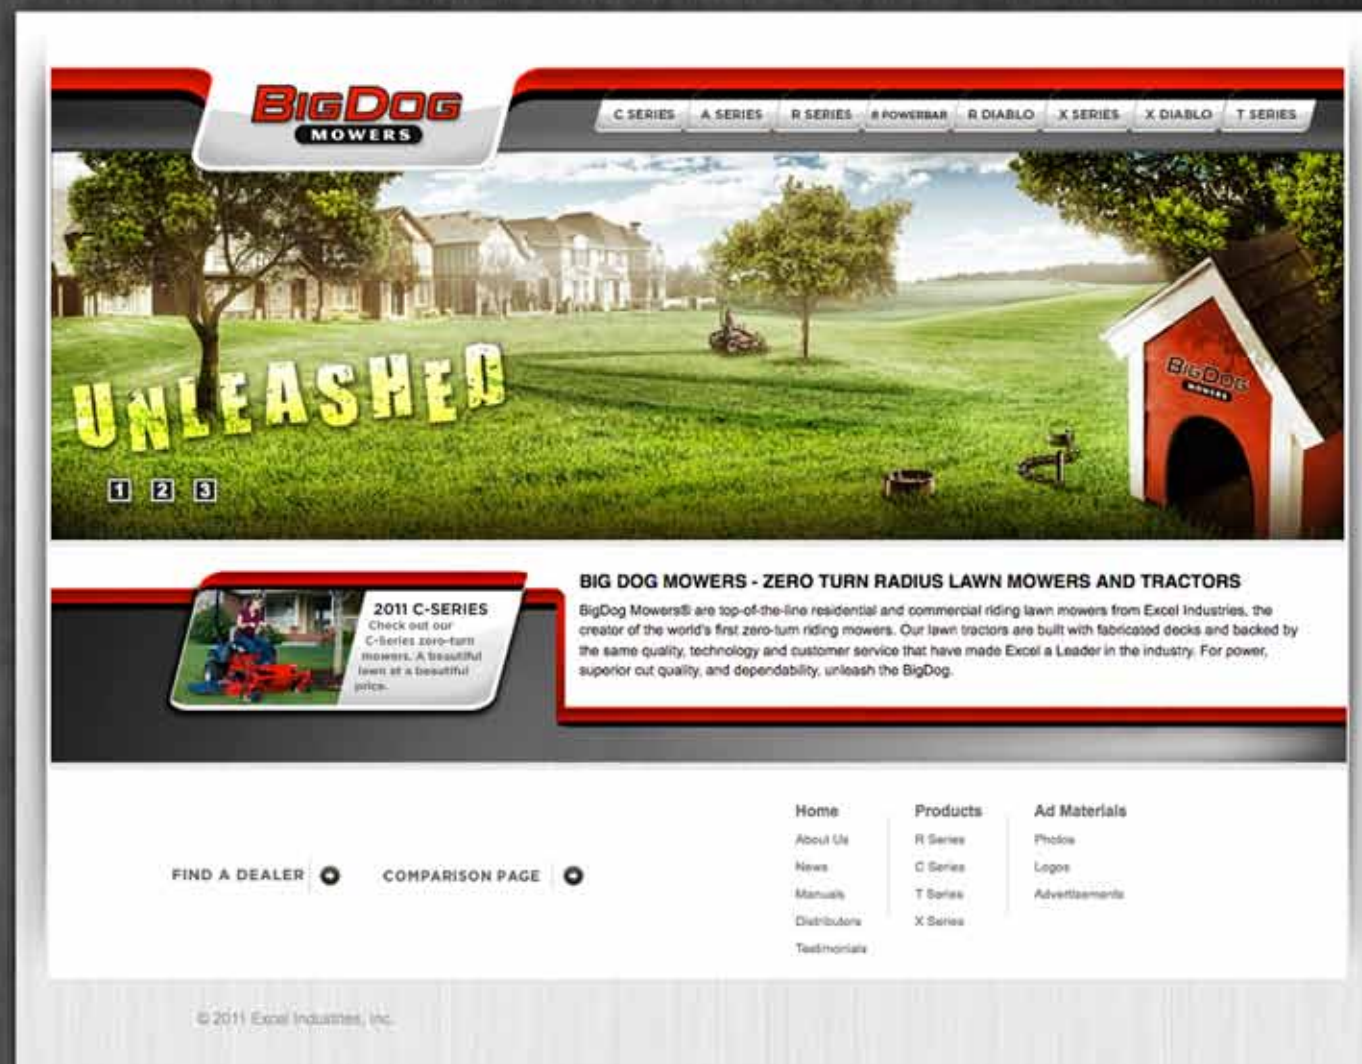 BIGDOG
MOWERS
C SERIES A SERIES R SERIES R POWERBAR R DIABLO X SERIES X DIABLO T SERIES
BIGDOG
MOWERS
UNLEASHED
1 2 3
2011 C-SERIES
Check out our
C-Series zero-turn
mowers. A beautiful
lawn at a beautiful
price.
BIG DOG MOWERS - ZERO TURN RADIUS LAWN MOWERS AND TRACTORS
BigDog Mowers® are top-of-the-line residential and commercial riding lawn mowers from Excel Industries, the
creator of the world's first zero-turn riding mowers. Our lawn tractors are built with fabricated decks and backed by
the same quality, technology and customer service that have made Excel a Leader in the industry. For power,
superior cut quality, and dependability, unleash the BigDog.
FIND A DEALER
COMPARISON PAGE
Home
About Us
News
Manuals
Distributors
Testimonials
Products
R Series
C Series
T Series
X Series
Ad Materials
Photos
Logos
Advertisements
© 2011 Excel Industries, Inc.